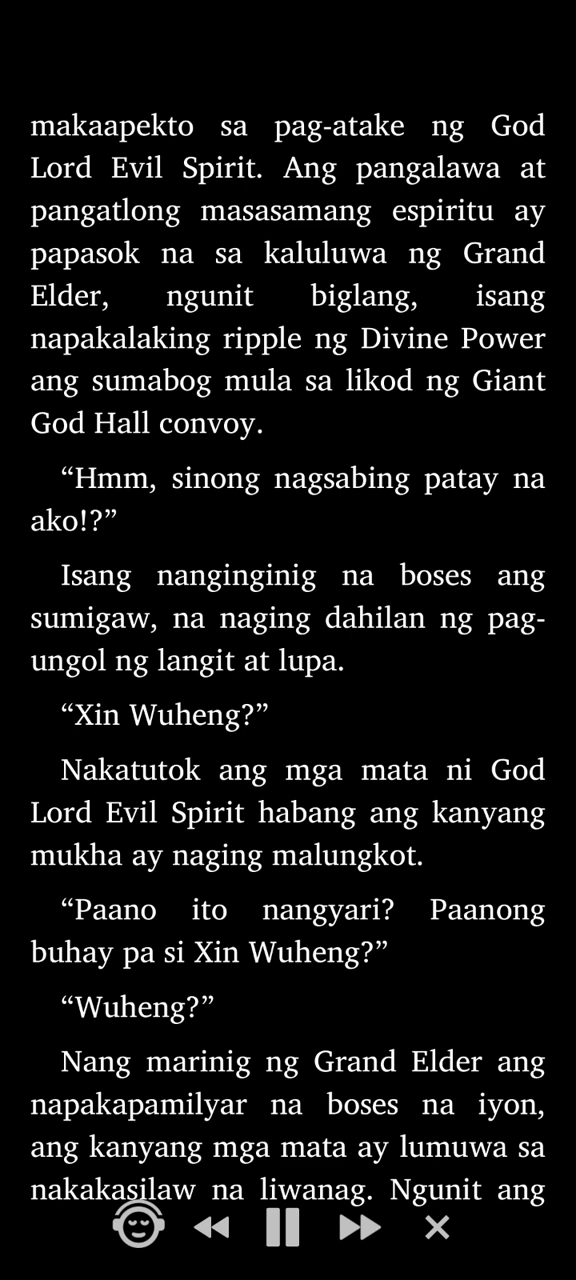 makaapekto sa pag-atake ng God
Lord Evil Spirit. Ang pangalawa at
pangatlong masasamang espiritu ay
papasok na sa kaluluwa ng Grand
Elder, ngunit biglang, isang
napakalaking ripple ng Divine Power
ang sumabog mula sa likod ng Giant
God Hall convoy.
“Hmm, sinong nagsabing patay na
ako!?”
Isang nanginginig na boses ang
sumigaw, na naging dahilan ng pag-
ungol ng langit at lupa.
“Xin Wuheng?”
Nakatutok ang mga mata ni God
Lord Evil Spirit habang ang kanyang
mukha ay naging malungkot.
“Paano ito nangyari? Paanong
buhay pa si Xin Wuheng?”
“Wuheng?”
Nang marinig ng Grand Elder ang
napakapamilyar na boses na iyon,
ang kanyang mga mata ay lumuwa sa
nakakasilaw na liwanag. Ngunit ang